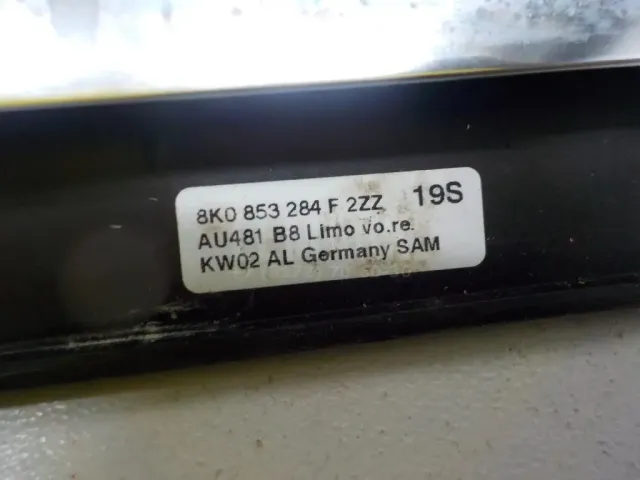 8K0 853 284 F 2ZZ 19S
AU481 B8 Limo vo.re.
KW02 AL Germany SAM